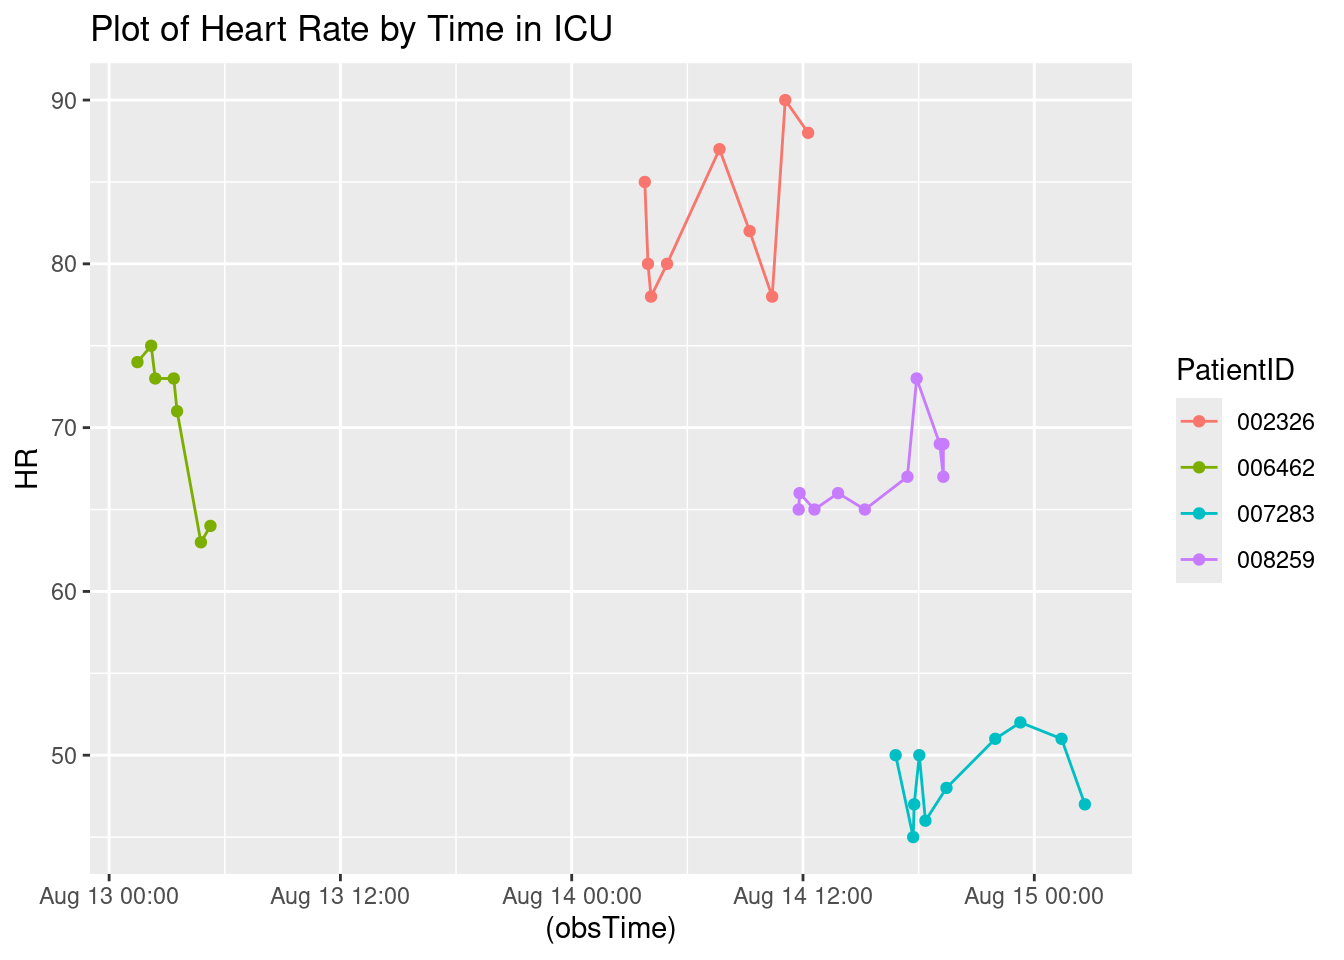 Plot of Heart Rate by Time in ICU
90
80
70
60
50
HR
Aug 13 00:00
Aug 13 12:00
Aug 14 00:00
Aug 14 12:00
Aug 15 00:00
(obsTime)
PatientID
002326
006462
007283
008259